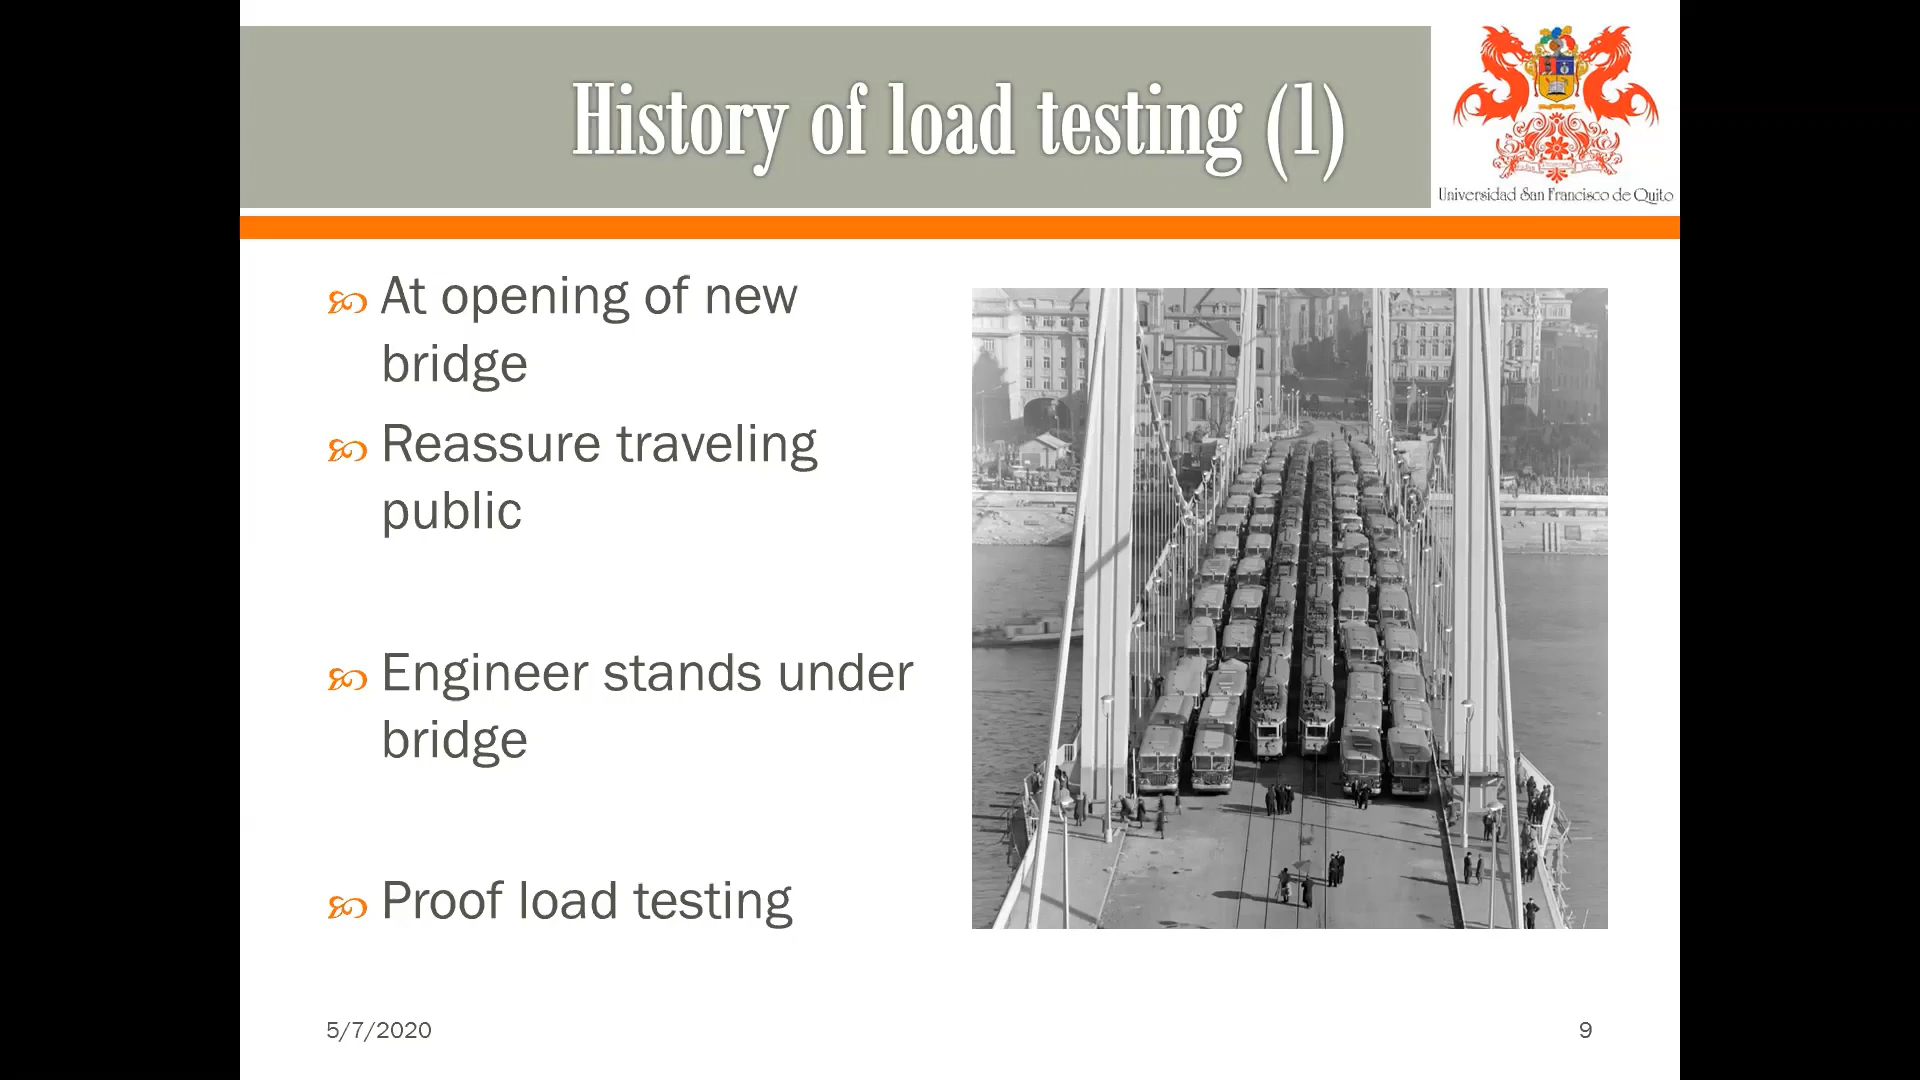 History of load testing (1)
Universidad San Francisco de Quito
At opening of new
bridge
Reassure traveling
public
Engineer stands under
bridge
Proof load testing
5/7/2020
9